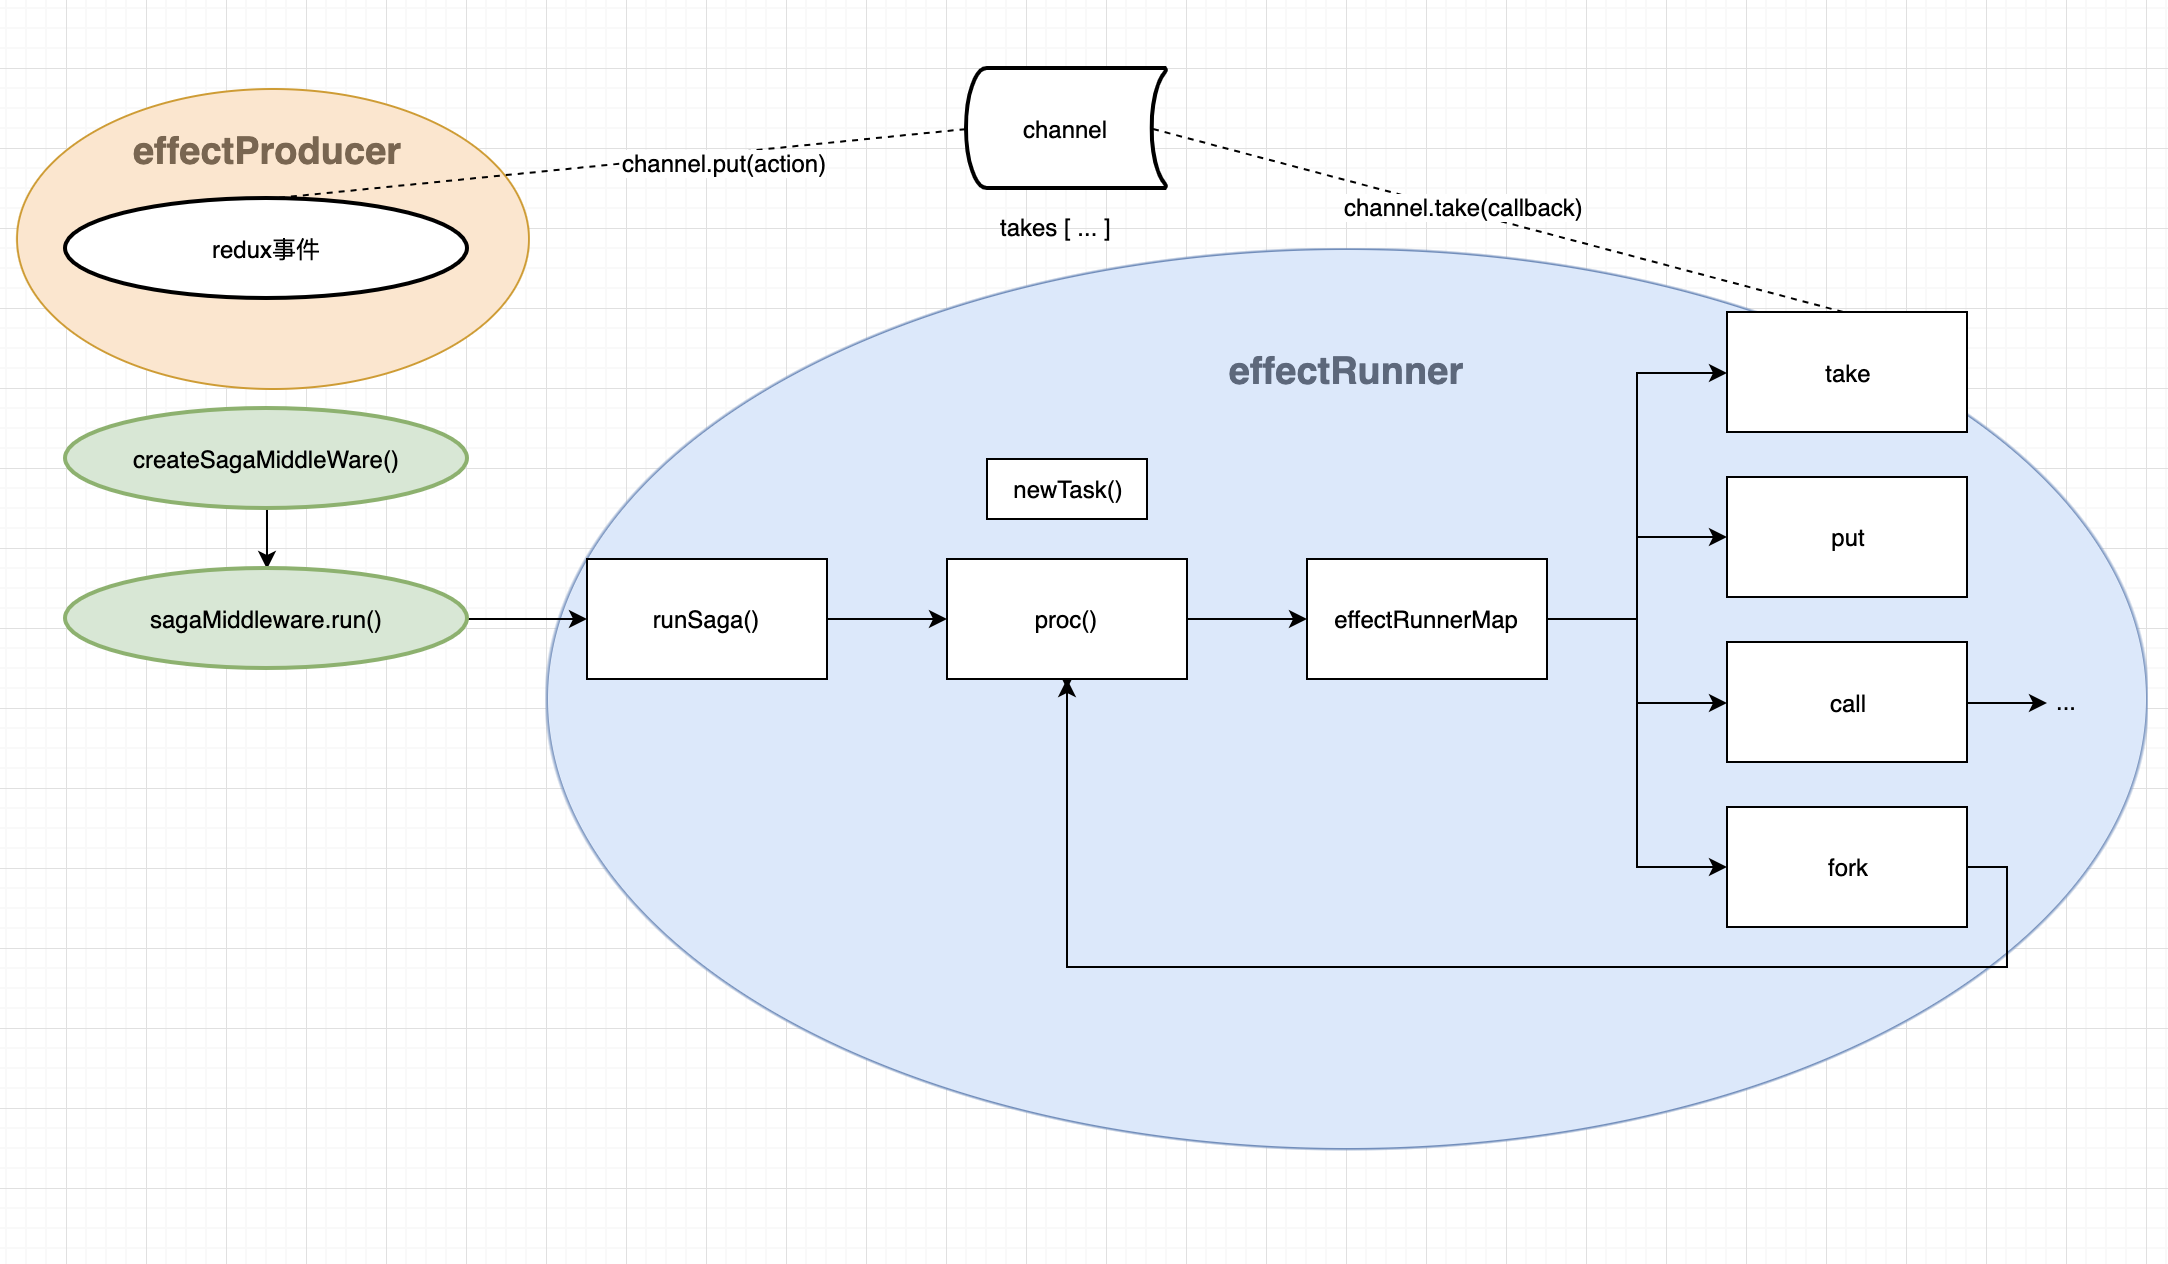 effectProducer
redux事件
channel.put(action)
channel
takes [ ... ]
channel.take(callback)
effectRunner
createSagaMiddleWare()
sagaMiddleware.run()
newTask()
runSaga()
proc()
effectRunnerMap
take
put
call
...
fork